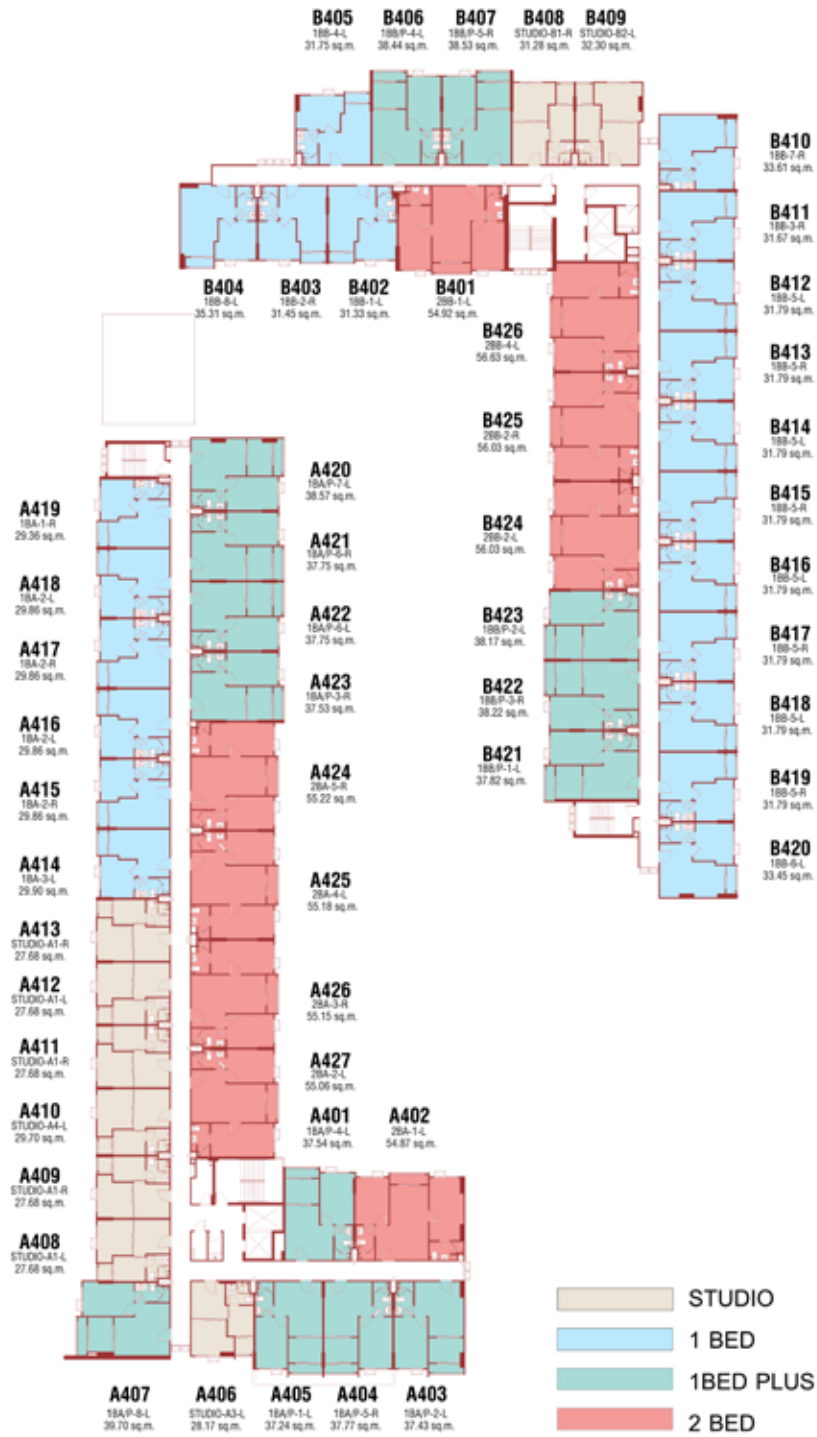 B405
1BB-4-L
31.75 sq.m.
B406
1BB/P-4-L
38.44 sq.m.
B407
1BB/P-5-R
38.53 sq.m.
B408
STUDIO-B1-R
31.28 sq.m.
B409
STUDIO-B2-L
32.30 sq.m.
B410
1BB-7-R
33.61 sq.m.
B411
1BB-3-R
31.67 sq.m.
B412
1BB-5-L
31.79 sq.m.
B413
1BB-5-R
31.79 sq.m.
B414
1BB-5-L
31.79 sq.m.
B415
1BB-5-R
31.79 sq.m.
B416
1BB-5-L
31.79 sq.m.
B417
1BB-5-R
31.79 sq.m.
B418
1BB-5-L
31.79 sq.m.
B419
1BB-5-R
31.79 sq.m.
B420
1BB-6-L
33.45 sq.m.
B404
1BB-8-L
35.31 sq.m.
B403
1BB-2-R
31.45 sq.m.
B402
1BB-1-L
31.33 sq.m.
B401
2BB-1-L
54.92 sq.m.
B426
2BB-4-L
56.63 sq.m.
B425
2BB-2-R
56.03 sq.m.
B424
2BB-2-L
56.03 sq.m.
B423
1BB/P-2-L
38.17 sq.m.
B422
1BB/P-3-R
38.22 sq.m.
B421
1BB/P-1-L
37.82 sq.m.
A419
1BA-1-R
29.36 sq.m.
A418
1BA-2-L
29.86 sq.m.
A417
1BA-2-R
29.86 sq.m.
A416
1BA-2-L
29.86 sq.m.
A415
1BA-2-R
29.86 sq.m.
A414
1BA-3-L
29.90 sq.m.
A413
STUDIO-A1-R
27.68 sq.m.
A412
STUDIO-A1-L
27.68 sq.m.
A411
STUDIO-A1-R
27.68 sq.m.
A410
STUDIO-A4-L
29.70 sq.m.
A409
STUDIO-A1-R
27.68 sq.m.
A408
STUDIO-A1-L
27.68 sq.m.
A420
1BA/P-7-L
38.57 sq.m.
A421
1BA/P-6-R
37.75 sq.m.
A422
1BA/P-6-L
37.75 sq.m.
A423
1BA/P-3-R
37.53 sq.m.
A424
2BA-5-R
55.22 sq.m.
A425
2BA-4-L
55.18 sq.m.
A426
2BA-3-R
55.15 sq.m.
A427
2BA-2-L
55.06 sq.m.
A401
1BA/P-4-L
37.54 sq.m.
A402
2BA-1-L
54.87 sq.m.
A407
1BA/P-8-L
39.70 sq.m.
A406
STUDIO-A3-L
28.17 sq.m.
A405
1BA/P-1-L
37.24 sq.m.
A404
1BA/P-5-R
37.77 sq.m.
A403
1BA/P-2-L
37.43 sq.m.
STUDIO
1 BED
1BED PLUS
2 BED